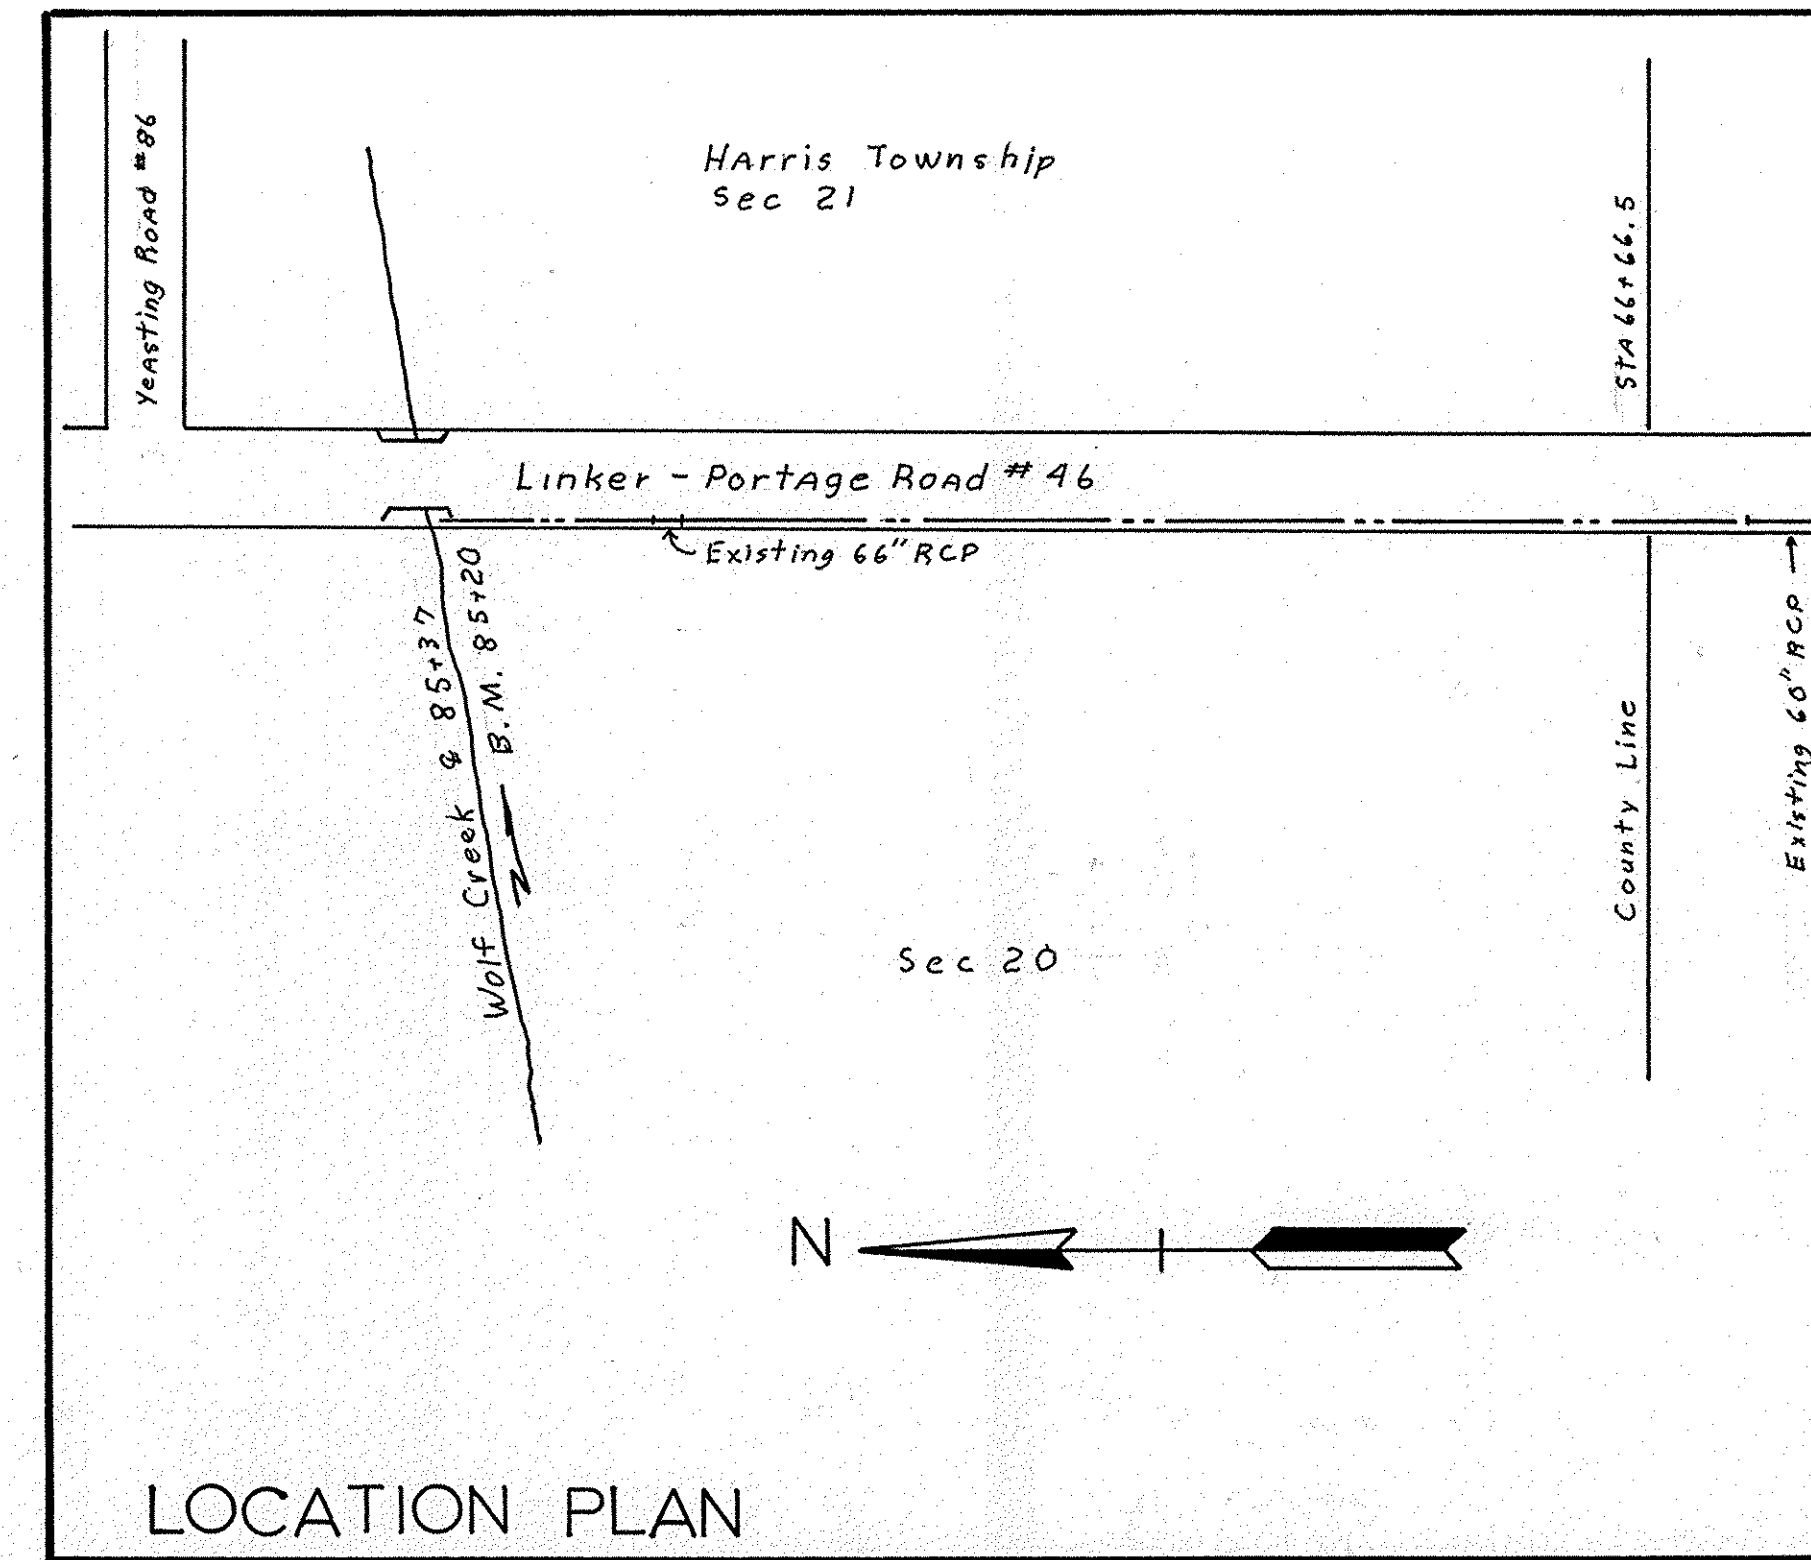 Yeasting Road #86
Harris Township
Sec 21
STA 66+66.5
Linker - Portage Road # 46
Existing 66" RCP
Wolf Creek ℄ 85+37
B.M. 85+20
County Line
Existing 60" RCP
Sec 20
N
LOCATION PLAN